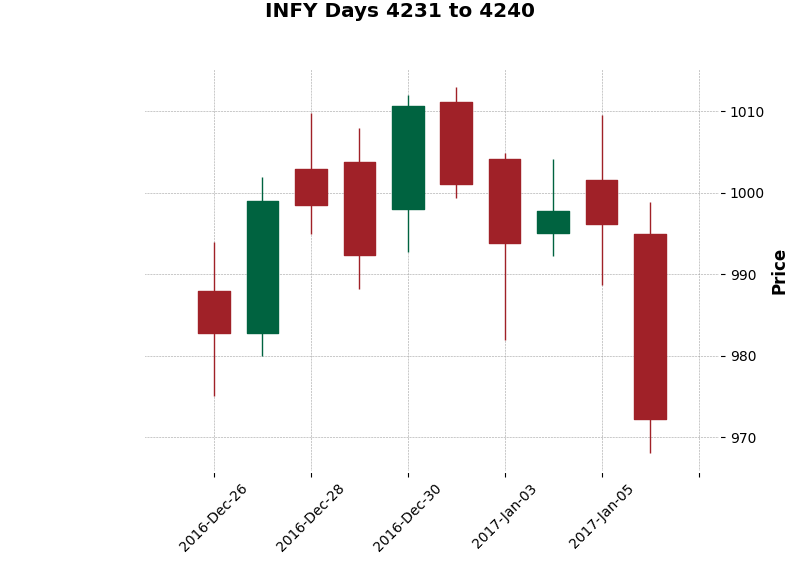 INFY Days 4231 to 4240
1010
1000
990
980
970
Price
2016-Dec-26
2016-Dec-28
2016-Dec-30
2017-Jan-03
2017-Jan-05